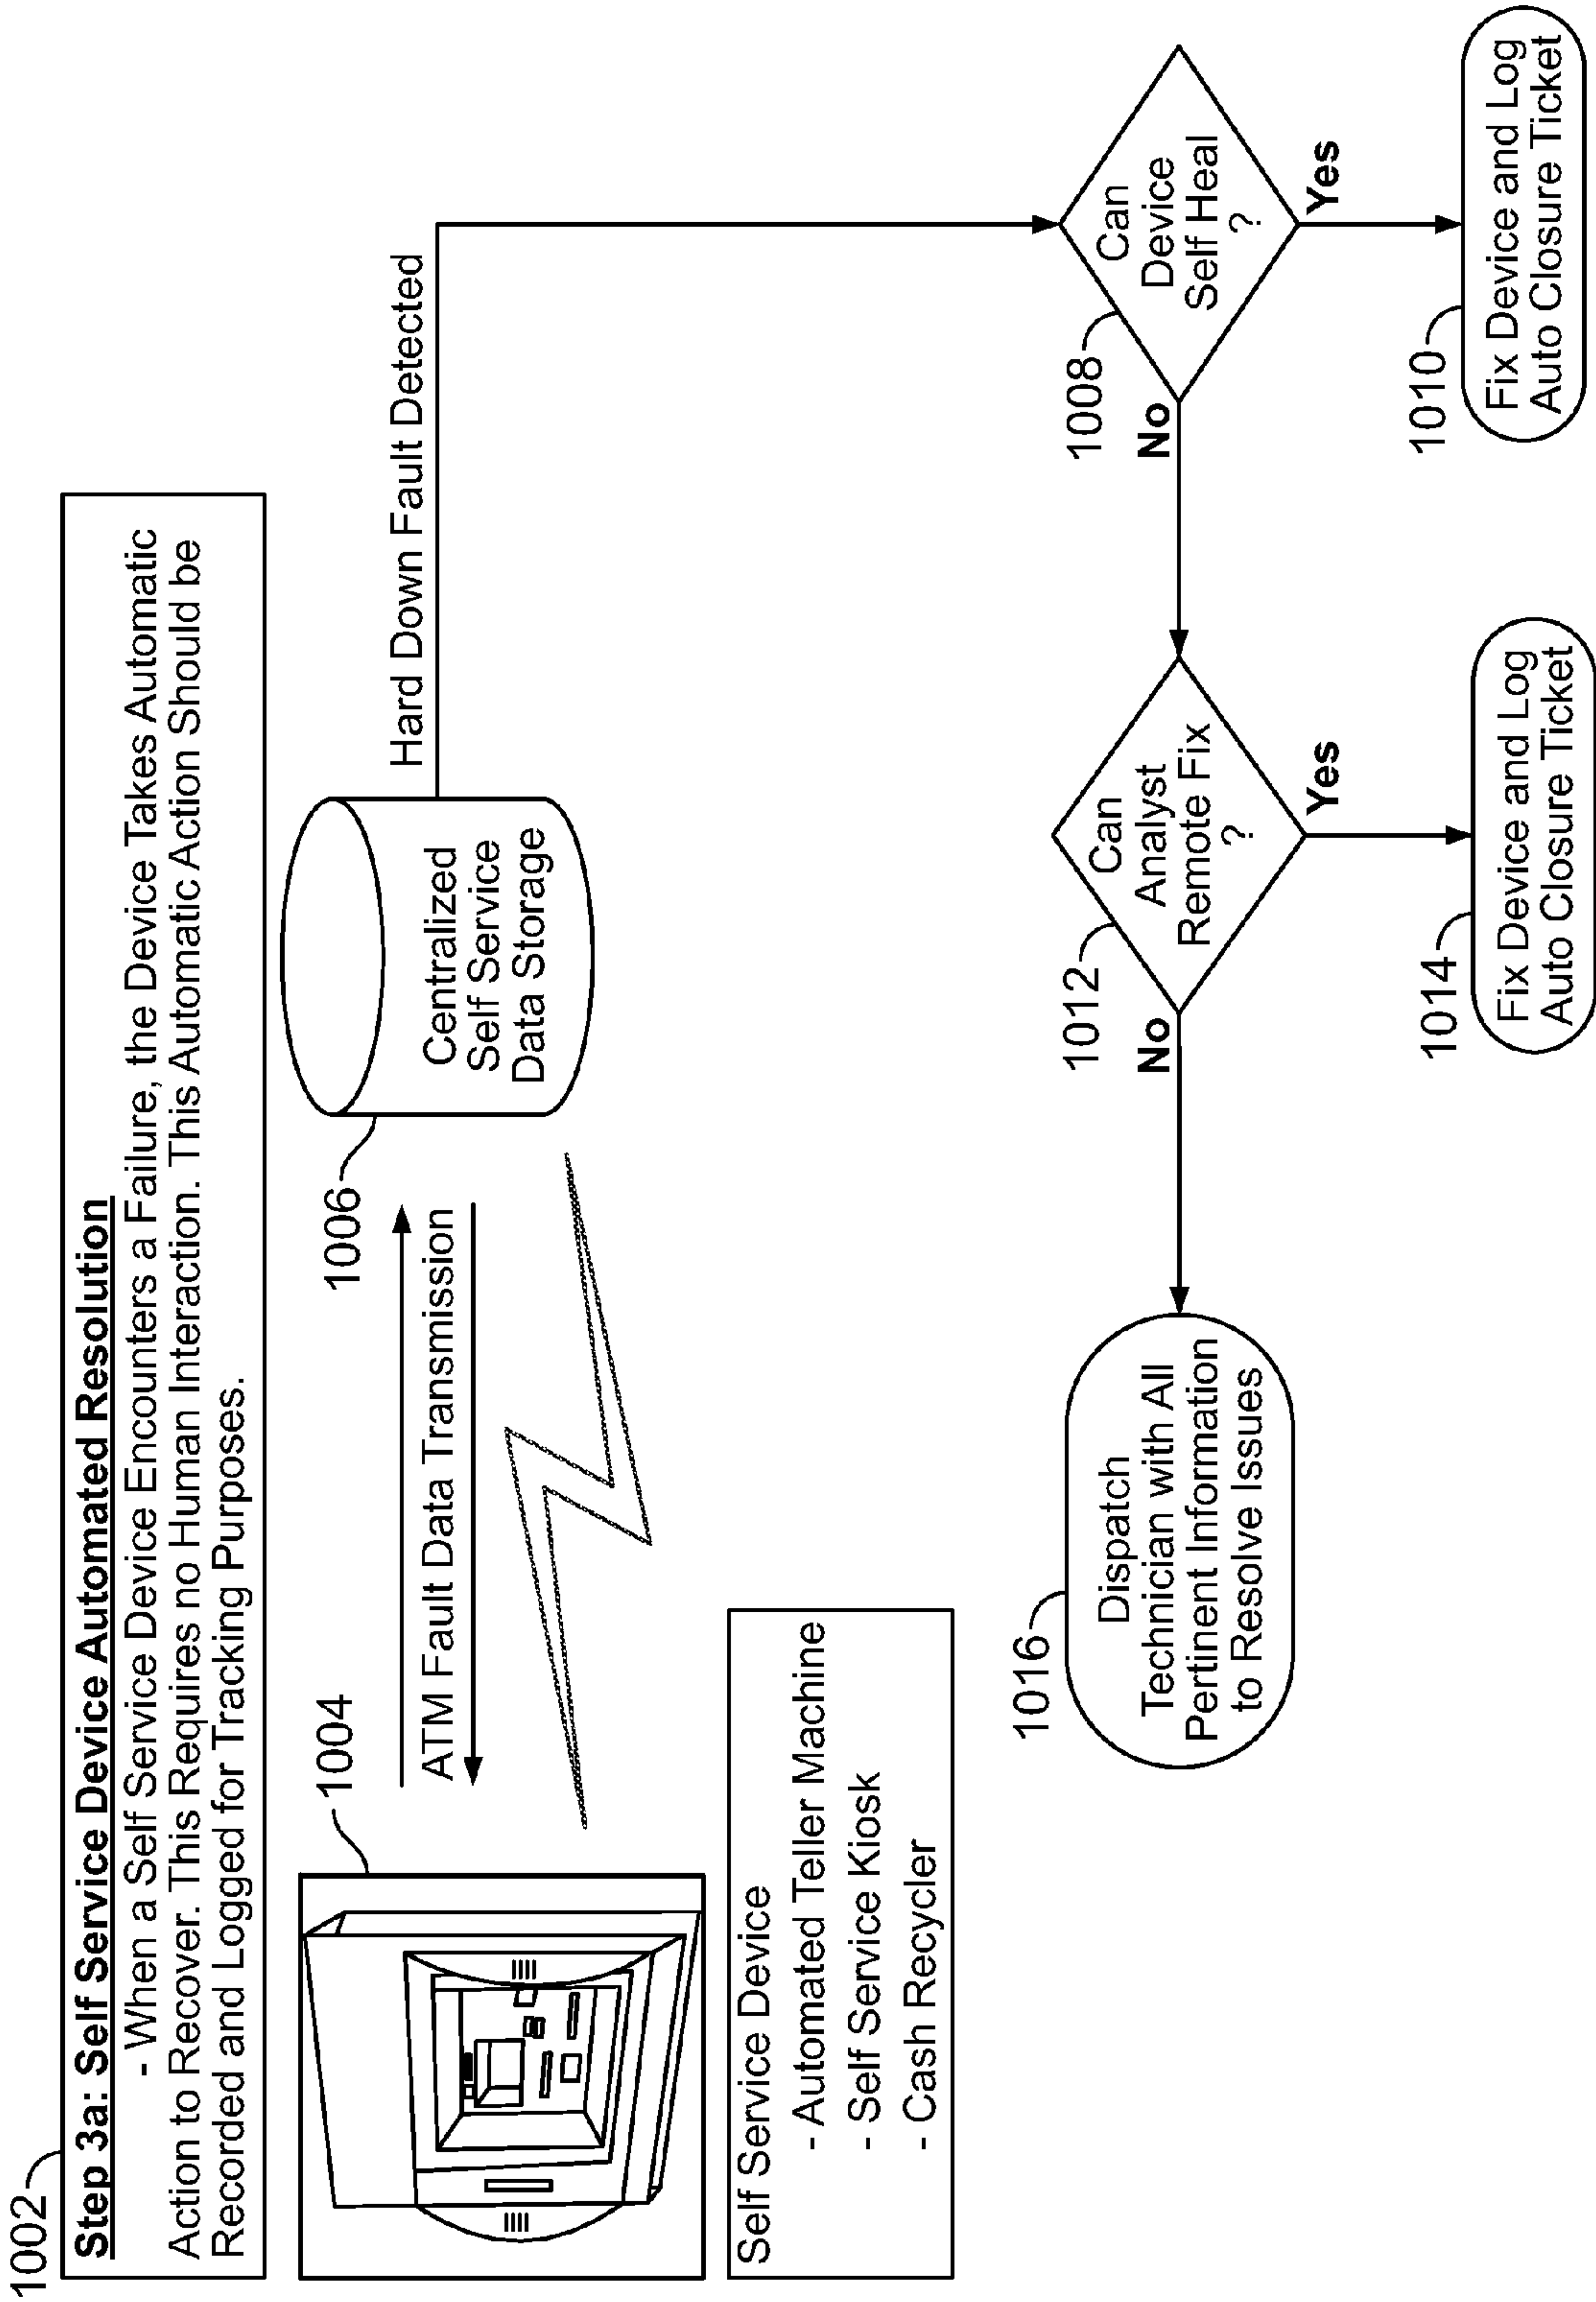 1002
Step 3a: Self Service Device Automated Resolution
- When a Self Service Device Encounters a Failure, the Device Takes Automatic
Action to Recover. This Requires no Human Interaction. This Automatic Action Should be
Recorded and Logged for Tracking Purposes.
1004
ATM Fault Data Transmission
1006
Centralized
Self Service
Data Storage
Hard Down Fault Detected
Self Service Device
- Automated Teller Machine
- Self Service Kiosk
- Cash Recycler
1008
Can
Device
Self Heal
?
No
Yes
1010
Fix Device and Log
Auto Closure Ticket
1012
Can
Analyst
Remote Fix
?
No
Yes
1014
Fix Device and Log
Auto Closure Ticket
1016
Dispatch
Technician with All
Pertinent Information
to Resolve Issues